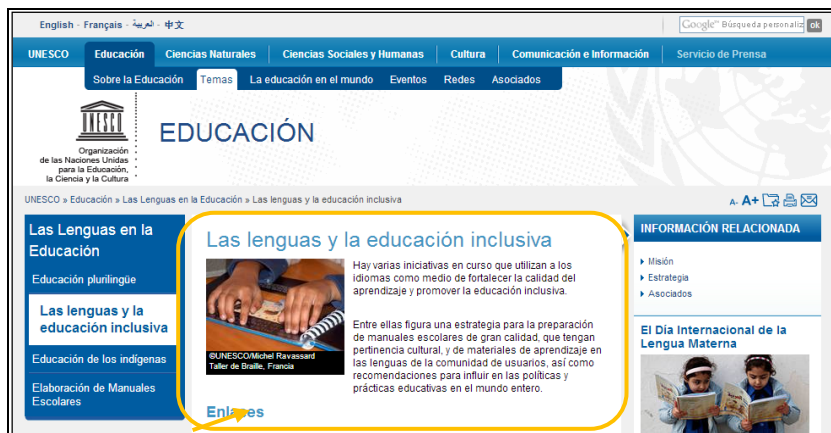 English - Français - العربية - 中文
Google™ Búsqueda personaliz ok
UNESCO Educación Ciencias Naturales Ciencias Sociales y Humanas Cultura Comunicación e Información Servicio de Prensa
Sobre la Educación Temas La educación en el mundo Eventos Redes Asociados
UNESCO
Organización
de las Naciones Unidas
para la Educación,
la Ciencia y la Cultura
EDUCACIÓN
UNESCO » Educación » Las Lenguas en la Educación » Las lenguas y la educación inclusiva
A- A+
Las Lenguas en la
Educación
Educación plurilingüe
Las lenguas y la
educación inclusiva
Educación de los indígenas
Elaboración de Manuales
Escolares
Las lenguas y la educación inclusiva
©UNESCO/Michel Ravassard
Taller de Braille, Francia
Hay varias iniciativas en curso que utilizan a los
idiomas como medio de fortalecer la calidad del
aprendizaje y promover la educación inclusiva.
Entre ellas figura una estrategia para la preparación
de manuales escolares de gran calidad, que tengan
pertinencia cultural, y de materiales de aprendizaje en
las lenguas de la comunidad de usuarios, así como
recomendaciones para influir en las políticas y
prácticas educativas en el mundo entero.
Enlaces
INFORMACIÓN RELACIONADA
Misión
Estrategia
Asociados
El Día Internacional de la
Lengua Materna